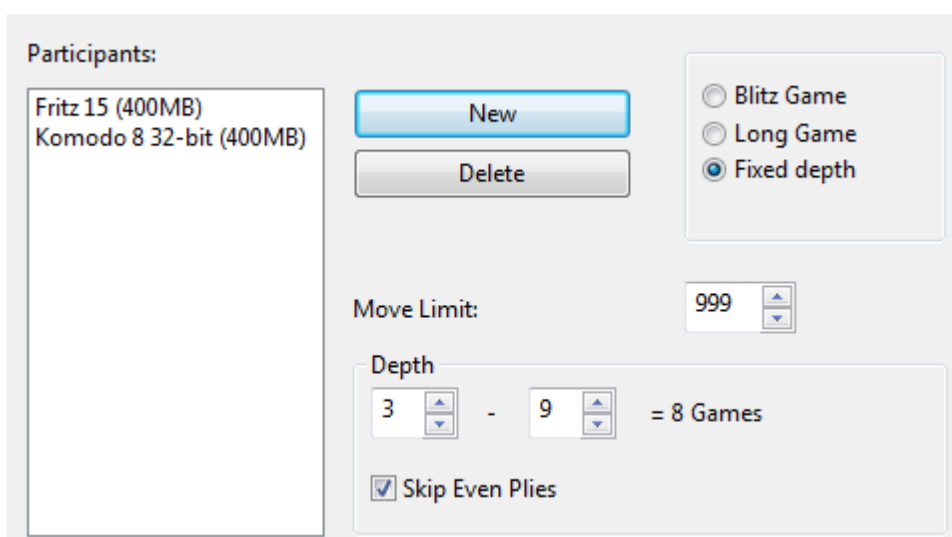 Participants:
Fritz 15 (400MB)
Komodo 8 32-bit (400MB)
New
Delete
Blitz Game
Long Game
Fixed depth
Move Limit:
999
Depth
3 - 9 = 8 Games
Skip Even Plies